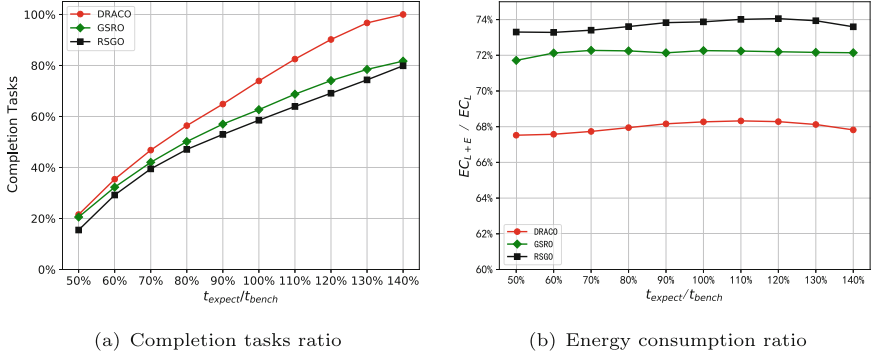 100%
80%
60%
40%
20%
0%
Completion Tasks
DRACO
GSRO
RSGO
50% 60% 70% 80% 90% 100% 110% 120% 130% 140%
t_expect/t_bench
(a) Completion tasks ratio
74%
72%
70%
68%
66%
64%
62%
60%
EC_{L+E} / EC_L
DRACO
GSRO
RSGO
50% 60% 70% 80% 90% 100% 110% 120% 130% 140%
t_expect/t_bench
(b) Energy consumption ratio